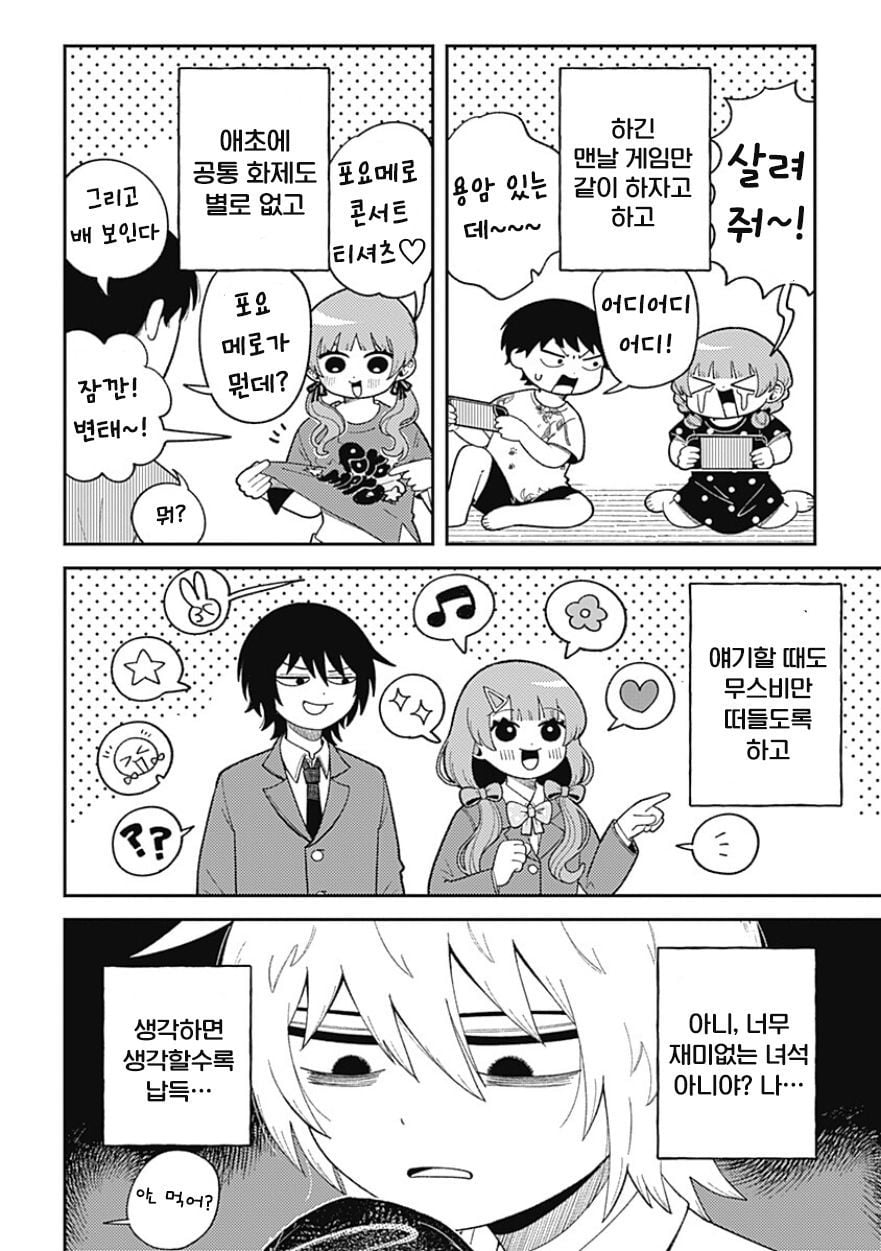 하긴
맨날 게임만
같이 하자고
하고
살려
줘~!
용암 있는
데~~~
어디어디
어디!
애초에
공통 화제도
별로 없고
포요메로
콘서트
티셔츠♡
포요
메로가
뭔데?
그리고
배 보인다
잠깐!
변태~!
뭐?
얘기할 때도
무스비만
떠들도록
하고
??
아니, 너무
재미없는 녀석
아니야? 나…
생각하면
생각할수록
납득…
안 먹어?